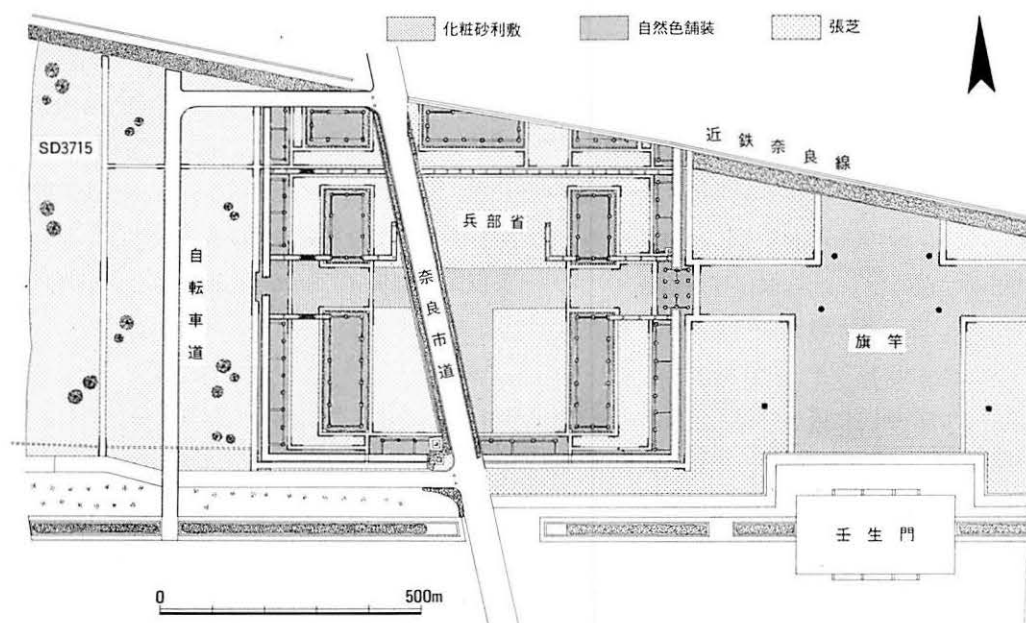 化粧砂利敷
自然色舗装
張芝
近鉄奈良線
SD3715
兵部省
自転車道
奈良市道
旗竿
壬生門
0
500m